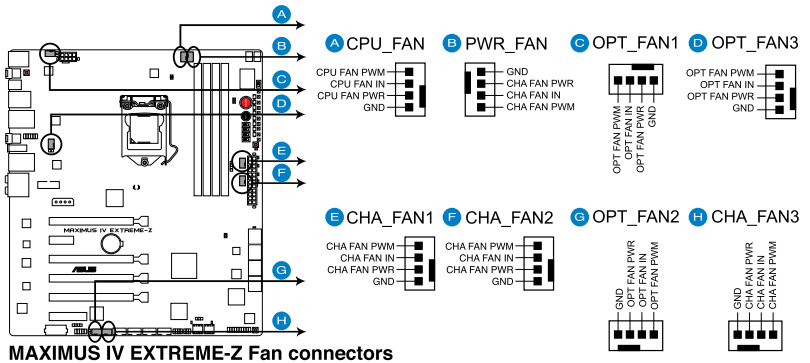 A
B
C
D
E
F
G
H
MAXIMUS IV EXTREME-Z
ASUS
A CPU_FAN
CPU FAN PWM
CPU FAN IN
CPU FAN PWR
GND
B PWR_FAN
GND
CHA FAN PWR
CHA FAN IN
CHA FAN PWM
C OPT_FAN1
OPT FAN PWM
OPT FAN IN
OPT FAN PWR
GND
D OPT_FAN3
OPT FAN PWM
OPT FAN IN
OPT FAN PWR
GND
E CHA_FAN1
CHA FAN PWM
CHA FAN IN
CHA FAN PWR
GND
F CHA_FAN2
CHA FAN PWM
CHA FAN IN
CHA FAN PWR
GND
G OPT_FAN2
GND
OPT FAN PWR
OPT FAN IN
OPT FAN PWM
H CHA_FAN3
GND
CHA FAN PWR
CHA FAN IN
CHA FAN PWM
MAXIMUS IV EXTREME-Z Fan connectors